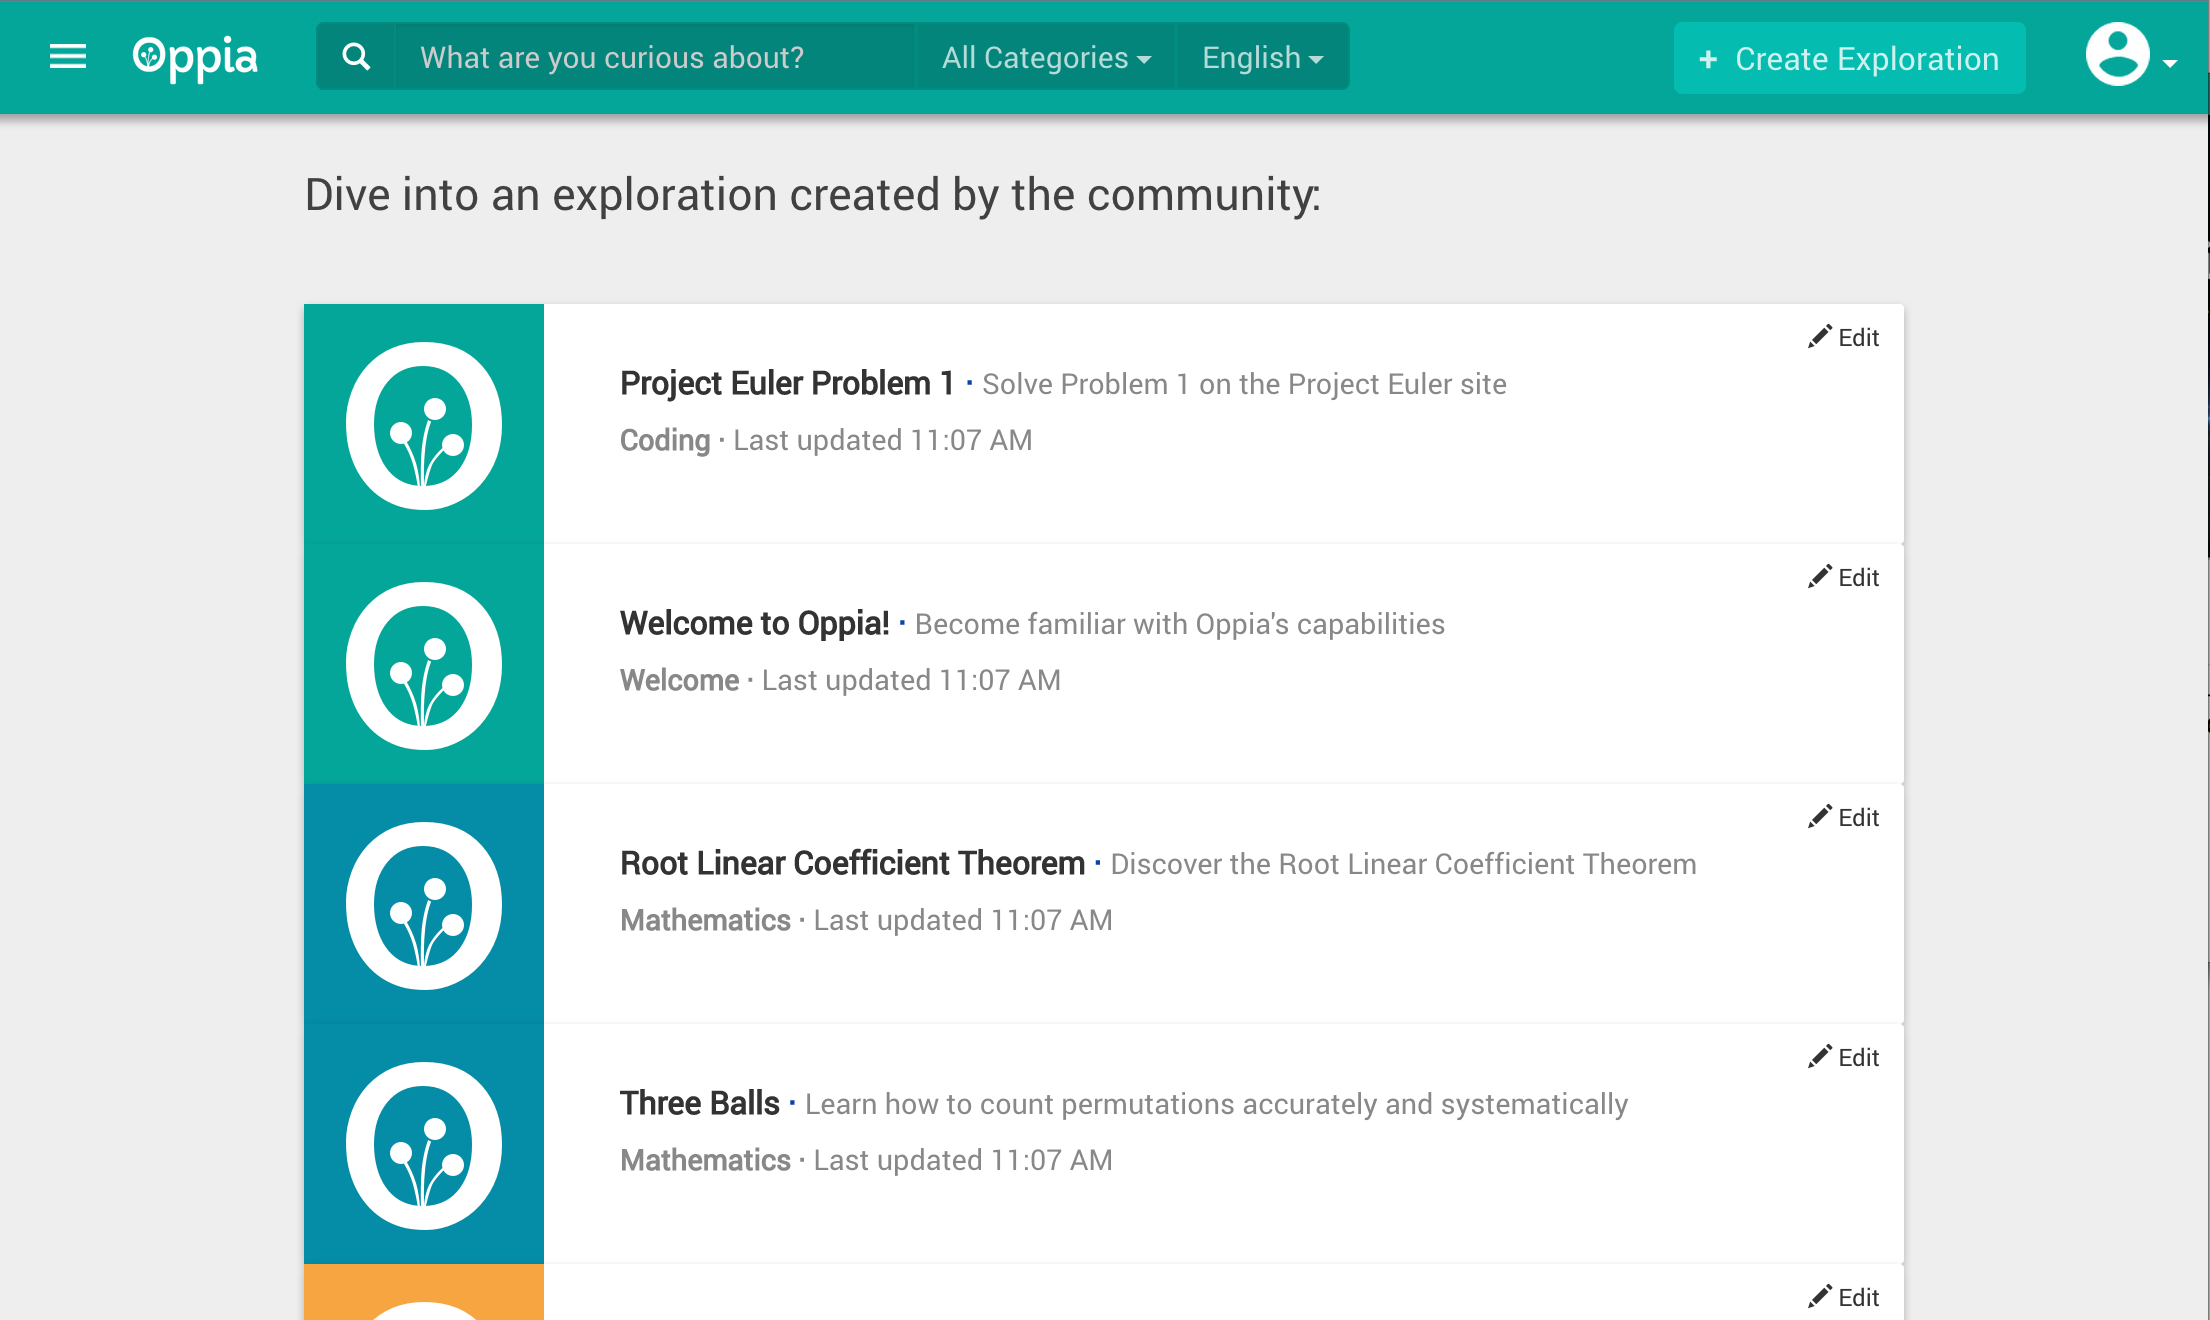 Oppia What are you curious about? All Categories English + Create Exploration
Dive into an exploration created by the community:
Edit
Project Euler Problem 1 · Solve Problem 1 on the Project Euler site
Coding · Last updated 11:07 AM
Edit
Welcome to Oppia! · Become familiar with Oppia's capabilities
Welcome · Last updated 11:07 AM
Edit
Root Linear Coefficient Theorem · Discover the Root Linear Coefficient Theorem
Mathematics · Last updated 11:07 AM
Edit
Three Balls · Learn how to count permutations accurately and systematically
Mathematics · Last updated 11:07 AM
Edit